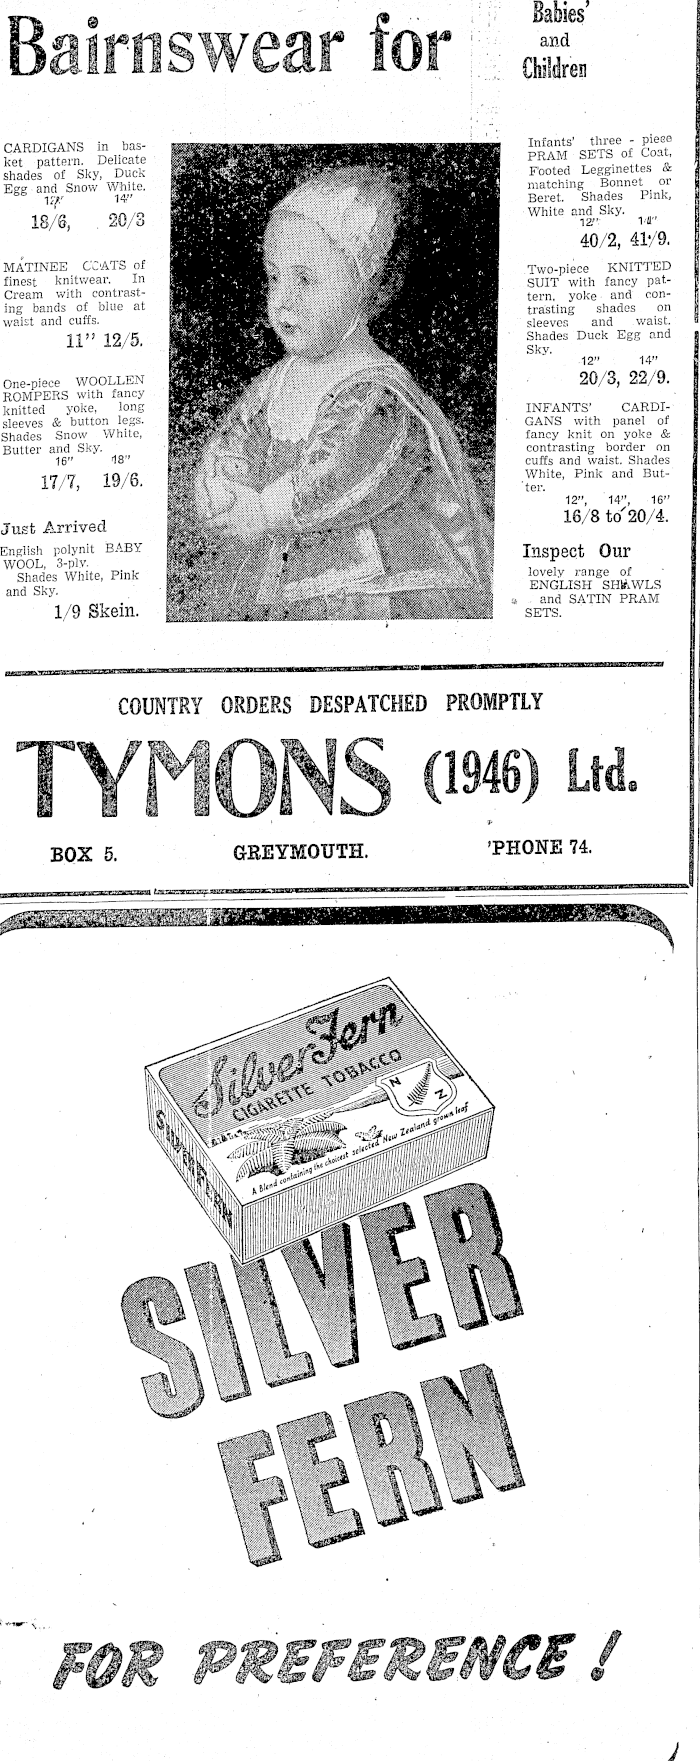 Bairnswear for
Babies'
and
Children
CARDIGANS in bas-
ket pattern. Delicate
shades of Sky, Duck
Egg and Snow White.
12" 14"
18/6, 20/3
MATINEE COATS of
finest knitwear. In
Cream with contrast-
ing bands of blue at
waist and cuffs.
11" 12/5.
One-piece WOOLLEN
ROMPERS with fancy
knitted yoke, long
sleeves & button legs.
Shades Snow White,
Butter and Sky.
16" 18"
17/7, 19/6.
Just Arrived
English polynit BABY
WOOL, 3-ply.
Shades White, Pink
and Sky.
1/9 Skein.
Infants' three - piece
PRAM SETS of Coat,
Footed Legginettes &
matching Bonnet or
Beret. Shades Pink,
White and Sky.
12" 14"
40/2, 41/9.
Two-piece KNITTED
SUIT with fancy pat-
tern, yoke and con-
trasting shades on
sleeves and waist.
Shades Duck Egg and
Sky.
12" 14"
20/3, 22/9.
INFANTS' CARDI-
GANS with panel of
fancy knit on yoke &
contrasting border on
cuffs and waist. Shades
White, Pink and But-
ter.
12", 14", 16"
16/8 to 20/4.
Inspect Our
lovely range of
ENGLISH SHAWLS
and SATIN PRAM
SETS.
COUNTRY ORDERS DESPATCHED PROMPTLY
TYMONS (1946) Ltd.
BOX 5. GREYMOUTH. 'PHONE 74.
Silver Fern
CIGARETTE TOBACCO
N Z
A Blend containing the choicest selected New Zealand grown leaf
SILVER FERN
SILVER
FERN
FOR PREFERENCE !